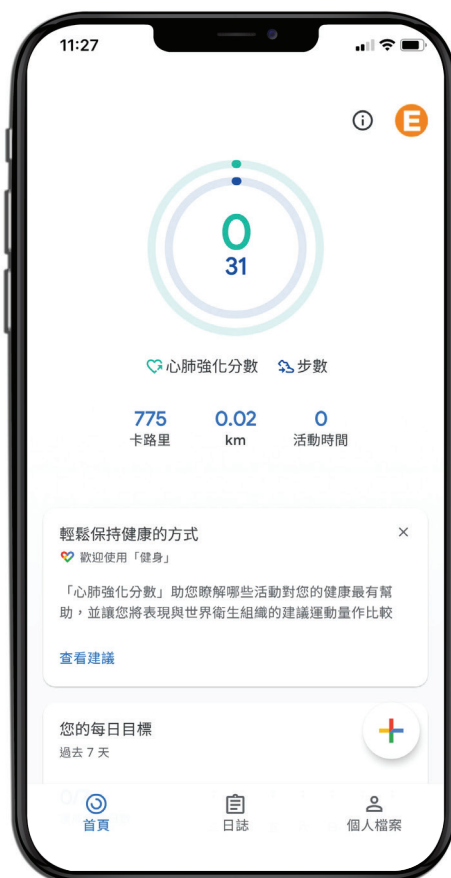 11:27
E
0
31
心肺強化分數 步數
775 0.02 0
卡路里 km 活動時間
輕鬆保持健康的方式
歡迎使用「健身」
「心肺強化分數」助您瞭解哪些活動對您的健康最有幫
助，並讓您將表現與世界衛生組織的建議運動量作比較
查看建議
您的每日目標
過去 7 天
首頁 日誌 個人檔案